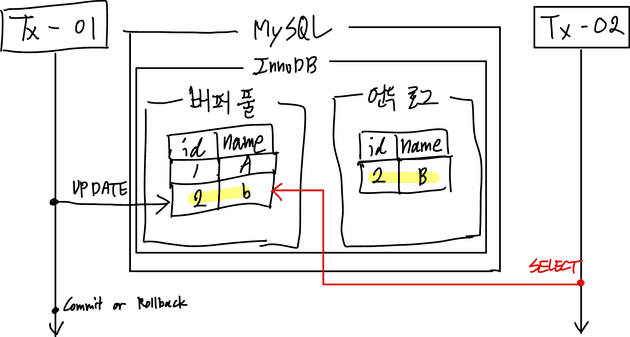 Tx - 01
MySQL
Tx - 02
InnoDB
버퍼 풀
언두 로그
id name
1 A
2 b
id name
2 B
UPDATE
SELECT
Commit or Rollback